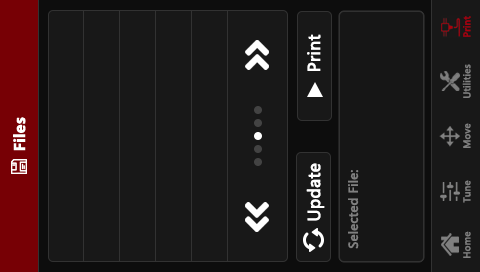 Files
Print
Update
Selected File:
Home
Tune
Move
Utilities
Print